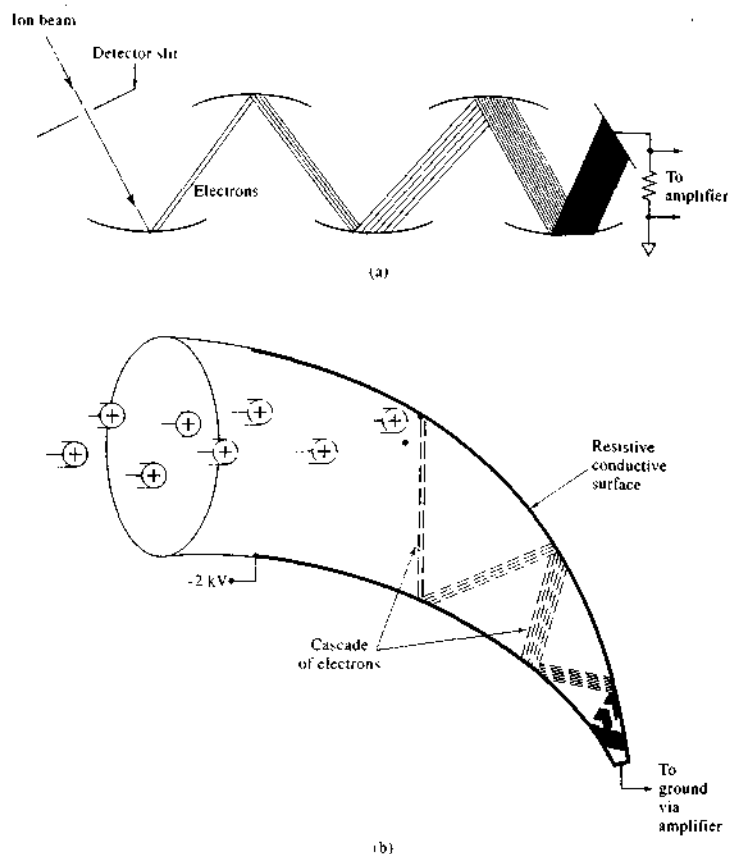 Ion beam
Detector slit
Electrons
To
amplifier
(a)
+ + + + + + + +
Resistive
conductive
surface
-2 kV
Cascade
of electrons
To
ground
via
amplifier
(b)